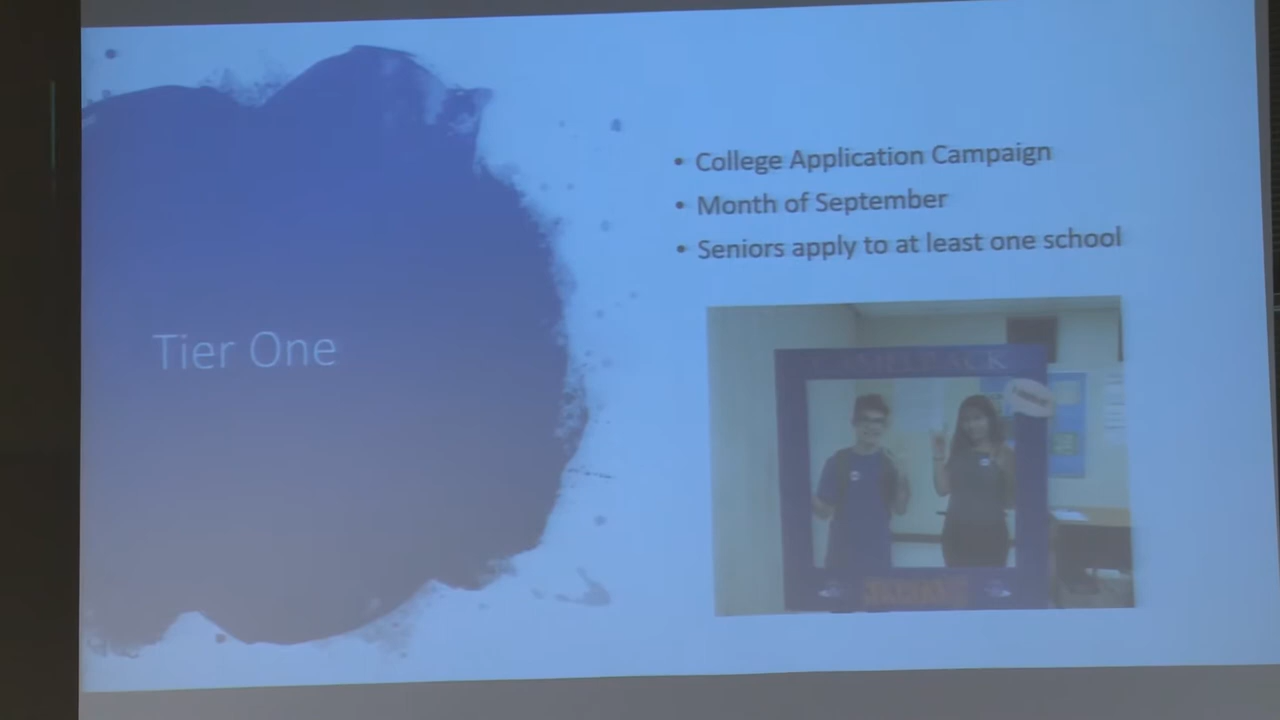 Tier One
• College Application Campaign
• Month of September
• Seniors apply to at least one school